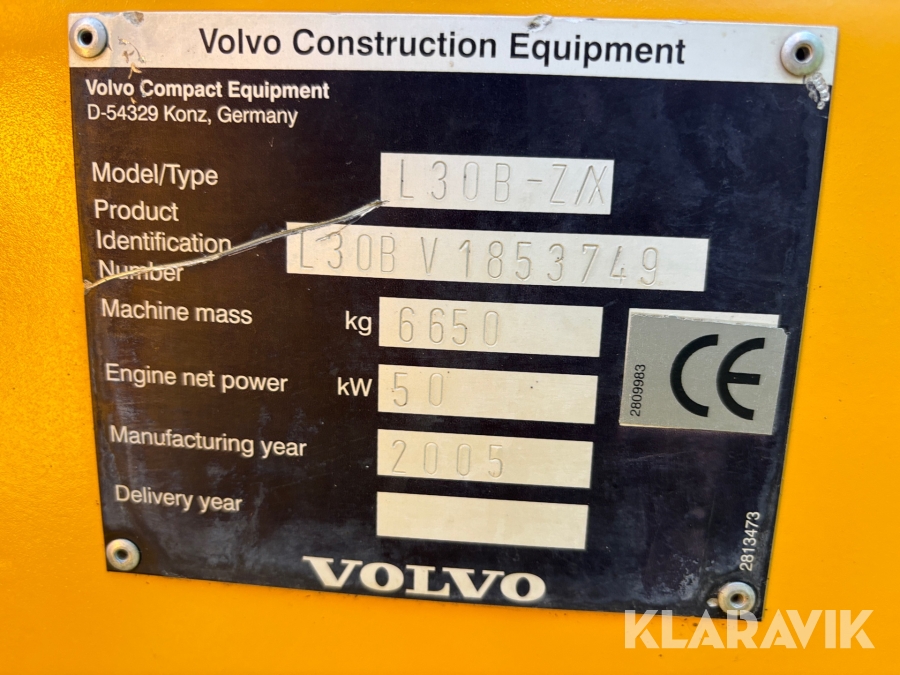 Volvo Construction Equipment
Volvo Compact Equipment
D-54329 Konz, Germany
Model/Type L30B-Z/X
Product
Identification
Number L30B V 1853749
Machine mass kg 6650
Engine net power kW 50
Manufacturing year 2005
Delivery year
CE
2809983
2813473
VOLVO
KLARAVIK